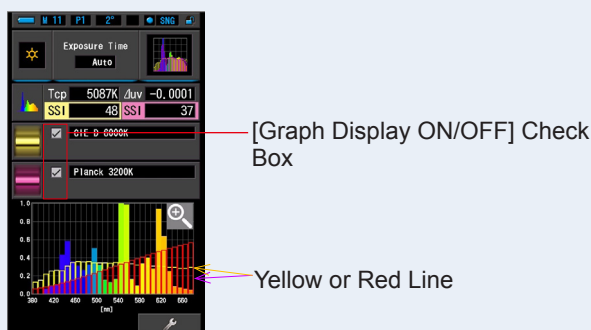 M 11 P1 2° SNG
Exposure Time
Auto
Tcp 5087K ⊿uv -0.0001
SSI 48 SSI 37
CIE D 8000K
Planck 3200K
1.0
0.8
0.6
0.4
0.2
0.0
380 420 460 500 540 580 620 660
[nm]
[Graph Display ON/OFF] Check
Box
Yellow or Red Line